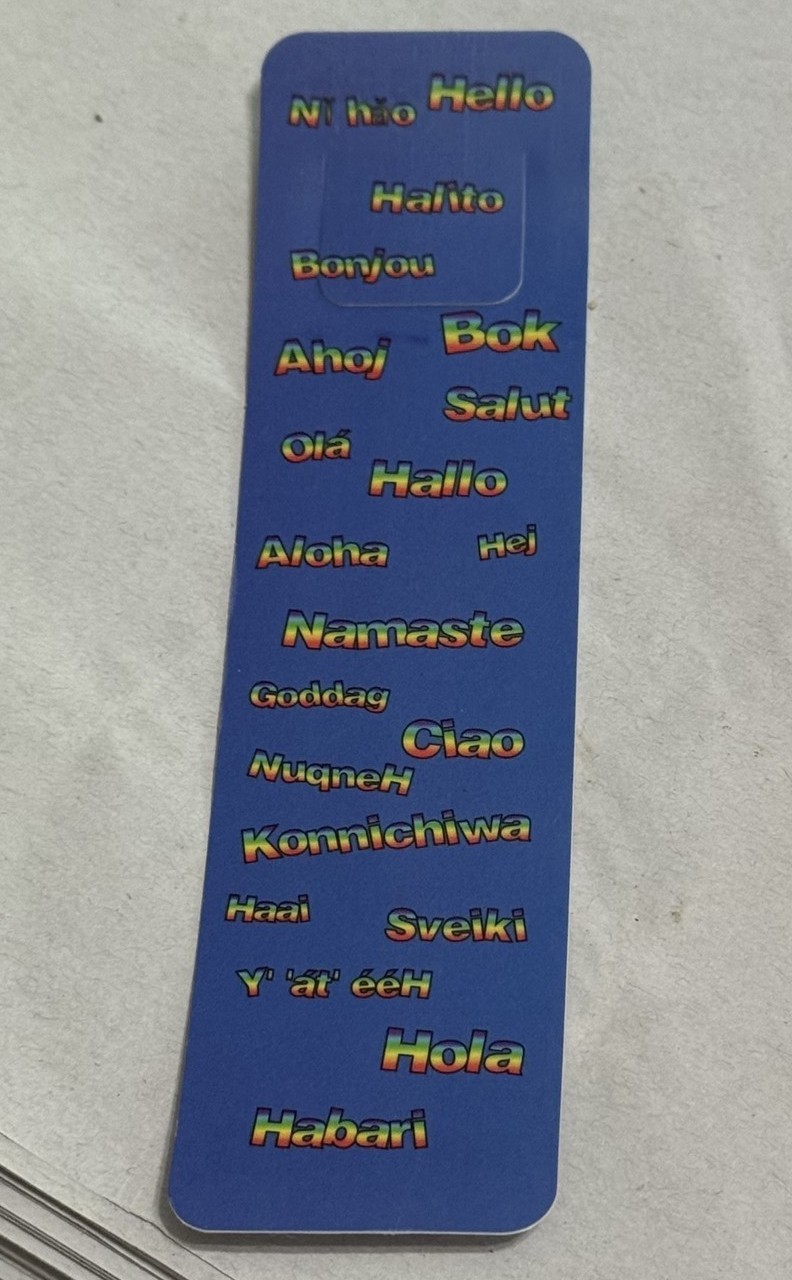 Nǐ hǎo Hello
Halito
Bonjou
Bok
Ahoj
Salut
Olá
Hallo
Hej
Aloha
Namaste
Goddag
Ciao
NuqneH
Konnichiwa
Haai
Sveiki
Y' 'át' ééH
Hola
Habari